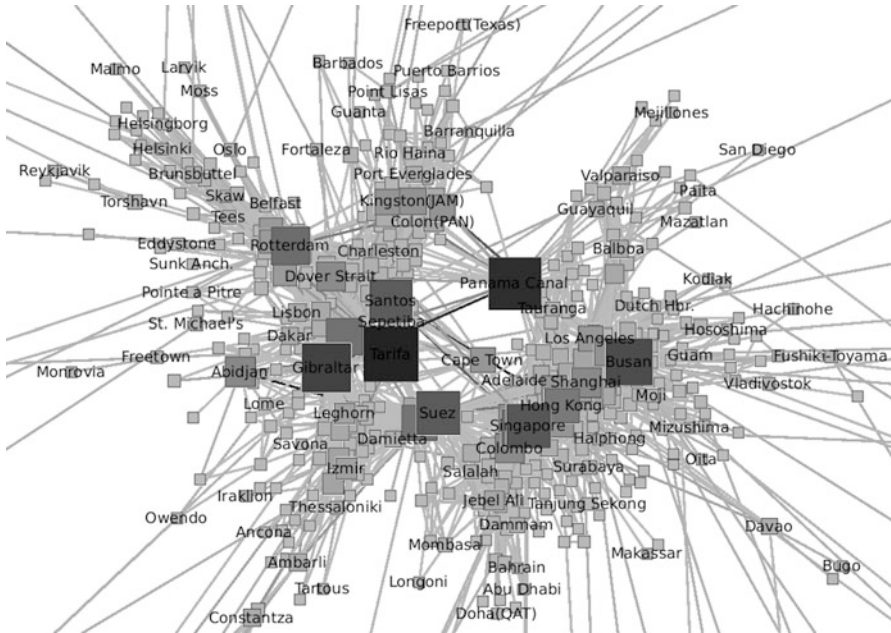 Freeport(Texas)
Malmo
Larvik
Barbados
Puerto Barrios
Moss
Point Lisas
Guanta
Mejillones
Helsingborg
Barranquilla
Helsinki
Oslo
Fortaleza
Rio Haina
San Diego
Reykjavik
Brunsbuttel
Port Everglades
Valparaiso
Skaw
Paita
Torshavn
Belfast
Kingston(JAM)
Guayaquil
Tees
Colon(PAN)
Mazatlan
Eddystone
Rotterdam
Charleston
Balboa
Sunk Anch.
Dover Strait
Panama Canal
Kodiak
Pointe a Pitre
Santos
Tauranga
Dutch Hbr.
Hachinohe
Lisbon
St. Michael's
Sepetiba
Hososhima
Dakar
Los Angeles
Freetown
Tarifa
Cape Town
Busan
Guam
Fushiki-Toyama
Monrovia
Abidjan
Gibraltar
Adelaide
Shanghai
Vladivostok
Moji
Lome
Leghorn
Suez
Hong Kong
Mizushima
Singapore
Savona
Damietta
Haiphong
Colombo
Oita
Izmir
Salalah
Surabaya
Iraklion
Thessaloniki
Jebel Ali
Tanjung Sekong
Owendo
Ancona
Dammam
Davao
Mombasa
Makassar
Ambarli
Bahrain
Bugo
Tartous
Longoni
Abu Dhabi
Constantza
Doha(QAT)